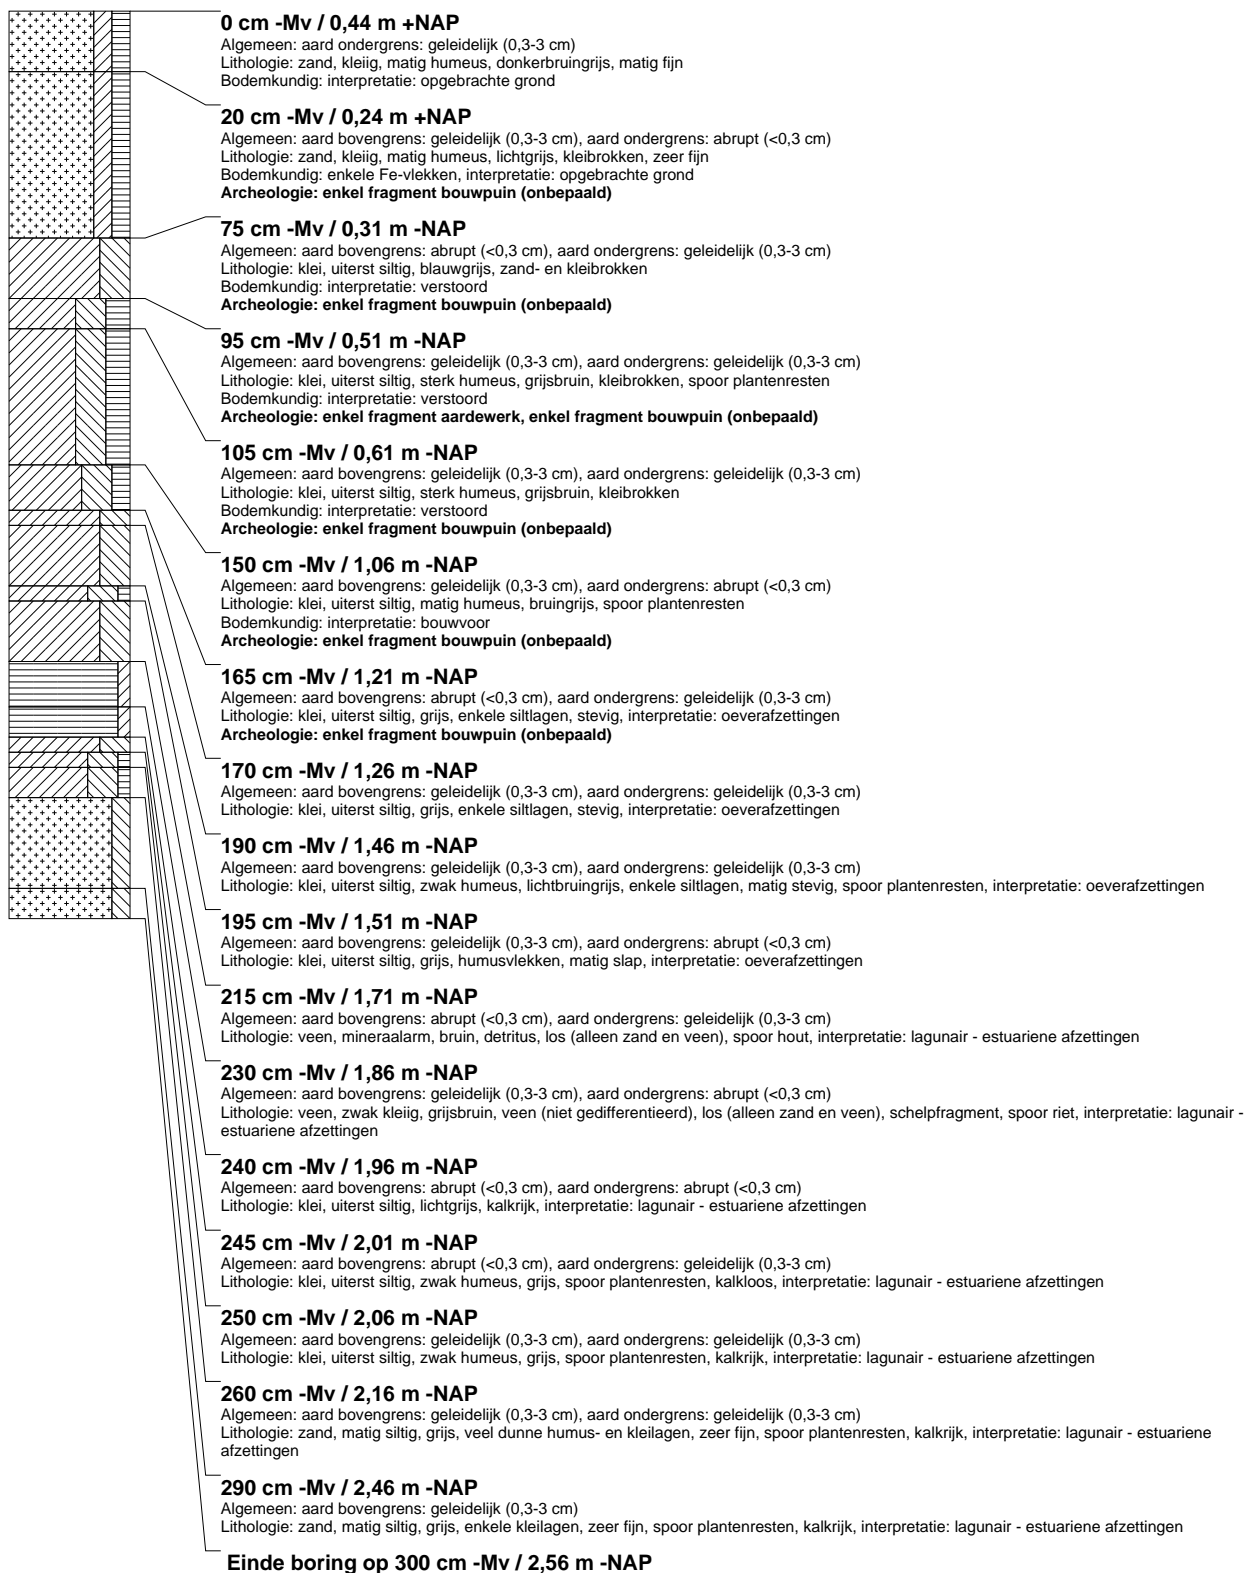 0 cm -Mv / 0,44 m +NAP
Algemeen: aard ondergrens: geleidelijk (0,3-3 cm)
Lithologie: zand, kleiig, matig humeus, donkerbruingrijs, matig fijn
Bodemkundig: interpretatie: opgebrachte grond
20 cm -Mv / 0,24 m +NAP
Algemeen: aard bovengrens: geleidelijk (0,3-3 cm), aard ondergrens: abrupt (<0,3 cm)
Lithologie: zand, kleiig, matig humeus, lichtgrijs, kleibrokken, zeer fijn
Bodemkundig: enkele Fe-vlekken, interpretatie: opgebrachte grond
Archeologie: enkel fragment bouwpuin (onbepaald)
75 cm -Mv / 0,31 m -NAP
Algemeen: aard bovengrens: abrupt (<0,3 cm), aard ondergrens: geleidelijk (0,3-3 cm)
Lithologie: klei, uiterst siltig, blauwgrijs, zand- en kleibrokken
Bodemkundig: interpretatie: verstoord
Archeologie: enkel fragment bouwpuin (onbepaald)
95 cm -Mv / 0,51 m -NAP
Algemeen: aard bovengrens: geleidelijk (0,3-3 cm), aard ondergrens: geleidelijk (0,3-3 cm)
Lithologie: klei, uiterst siltig, sterk humeus, grijsbruin, kleibrokken, spoor plantenresten
Bodemkundig: interpretatie: verstoord
Archeologie: enkel fragment aardewerk, enkel fragment bouwpuin (onbepaald)
105 cm -Mv / 0,61 m -NAP
Algemeen: aard bovengrens: geleidelijk (0,3-3 cm), aard ondergrens: geleidelijk (0,3-3 cm)
Lithologie: klei, uiterst siltig, sterk humeus, grijsbruin, kleibrokken
Bodemkundig: interpretatie: verstoord
Archeologie: enkel fragment bouwpuin (onbepaald)
150 cm -Mv / 1,06 m -NAP
Algemeen: aard bovengrens: geleidelijk (0,3-3 cm), aard ondergrens: abrupt (<0,3 cm)
Lithologie: klei, uiterst siltig, matig humeus, bruingrijs, spoor plantenresten
Bodemkundig: interpretatie: bouwvoor
Archeologie: enkel fragment bouwpuin (onbepaald)
165 cm -Mv / 1,21 m -NAP
Algemeen: aard bovengrens: abrupt (<0,3 cm), aard ondergrens: geleidelijk (0,3-3 cm)
Lithologie: klei, uiterst siltig, grijs, enkele siltlagen, stevig, interpretatie: oeverafzettingen
Archeologie: enkel fragment bouwpuin (onbepaald)
170 cm -Mv / 1,26 m -NAP
Algemeen: aard bovengrens: geleidelijk (0,3-3 cm), aard ondergrens: geleidelijk (0,3-3 cm)
Lithologie: klei, uiterst siltig, grijs, enkele siltlagen, stevig, interpretatie: oeverafzettingen
190 cm -Mv / 1,46 m -NAP
Algemeen: aard bovengrens: geleidelijk (0,3-3 cm), aard ondergrens: geleidelijk (0,3-3 cm)
Lithologie: klei, uiterst siltig, zwak humeus, lichtbruingrijs, enkele siltlagen, matig stevig, spoor plantenresten, interpretatie: oeverafzettingen
195 cm -Mv / 1,51 m -NAP
Algemeen: aard bovengrens: geleidelijk (0,3-3 cm), aard ondergrens: abrupt (<0,3 cm)
Lithologie: klei, uiterst siltig, grijs, humusvlekken, matig slap, interpretatie: oeverafzettingen
215 cm -Mv / 1,71 m -NAP
Algemeen: aard bovengrens: abrupt (<0,3 cm), aard ondergrens: geleidelijk (0,3-3 cm)
Lithologie: veen, mineraalarm, bruin, detritus, los (alleen zand en veen), spoor hout, interpretatie: lagunair - estuariene afzettingen
230 cm -Mv / 1,86 m -NAP
Algemeen: aard bovengrens: geleidelijk (0,3-3 cm), aard ondergrens: abrupt (<0,3 cm)
Lithologie: veen, zwak kleiig, grijsbruin, veen (niet gedifferentieerd), los (alleen zand en veen), schelpfragment, spoor riet, interpretatie: lagunair -
estuariene afzettingen
240 cm -Mv / 1,96 m -NAP
Algemeen: aard bovengrens: abrupt (<0,3 cm), aard ondergrens: abrupt (<0,3 cm)
Lithologie: klei, uiterst siltig, lichtgrijs, kalkrijk, interpretatie: lagunair - estuariene afzettingen
245 cm -Mv / 2,01 m -NAP
Algemeen: aard bovengrens: abrupt (<0,3 cm), aard ondergrens: geleidelijk (0,3-3 cm)
Lithologie: klei, uiterst siltig, zwak humeus, grijs, spoor plantenresten, kalkloos, interpretatie: lagunair - estuariene afzettingen
250 cm -Mv / 2,06 m -NAP
Algemeen: aard bovengrens: geleidelijk (0,3-3 cm), aard ondergrens: geleidelijk (0,3-3 cm)
Lithologie: klei, uiterst siltig, zwak humeus, grijs, spoor plantenresten, kalkrijk, interpretatie: lagunair - estuariene afzettingen
260 cm -Mv / 2,16 m -NAP
Algemeen: aard bovengrens: geleidelijk (0,3-3 cm), aard ondergrens: geleidelijk (0,3-3 cm)
Lithologie: zand, matig siltig, grijs, veel dunne humus- en kleilagen, zeer fijn, spoor plantenresten, kalkrijk, interpretatie: lagunair - estuariene
afzettingen
290 cm -Mv / 2,46 m -NAP
Algemeen: aard bovengrens: geleidelijk (0,3-3 cm)
Lithologie: zand, matig siltig, grijs, enkele kleilagen, zeer fijn, spoor plantenresten, kalkrijk, interpretatie: lagunair - estuariene afzettingen
Einde boring op 300 cm -Mv / 2,56 m -NAP